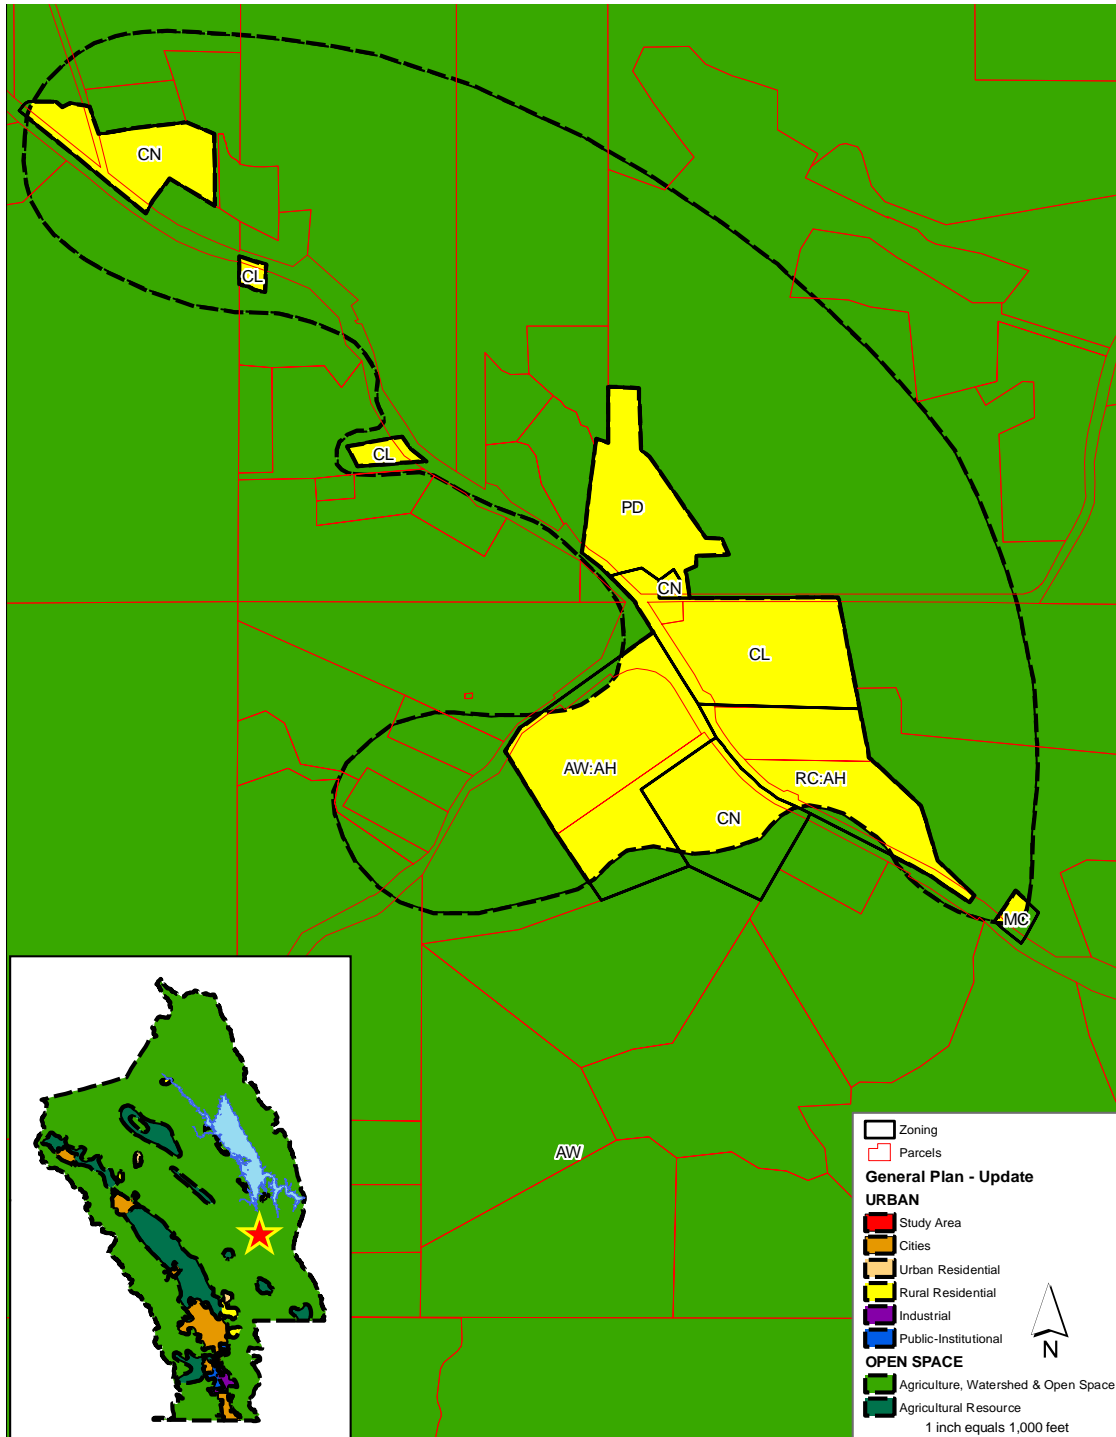 CN
CL
CL
PD
CN
CL
AW:AH
RC:AH
CN
MC
AW
Zoning
Parcels
General Plan - Update
URBAN
Study Area
Cities
Urban Residential
Rural Residential
Industrial
Public-Institutional
N
OPEN SPACE
Agriculture, Watershed & Open Space
Agricultural Resource
1 inch equals 1,000 feet